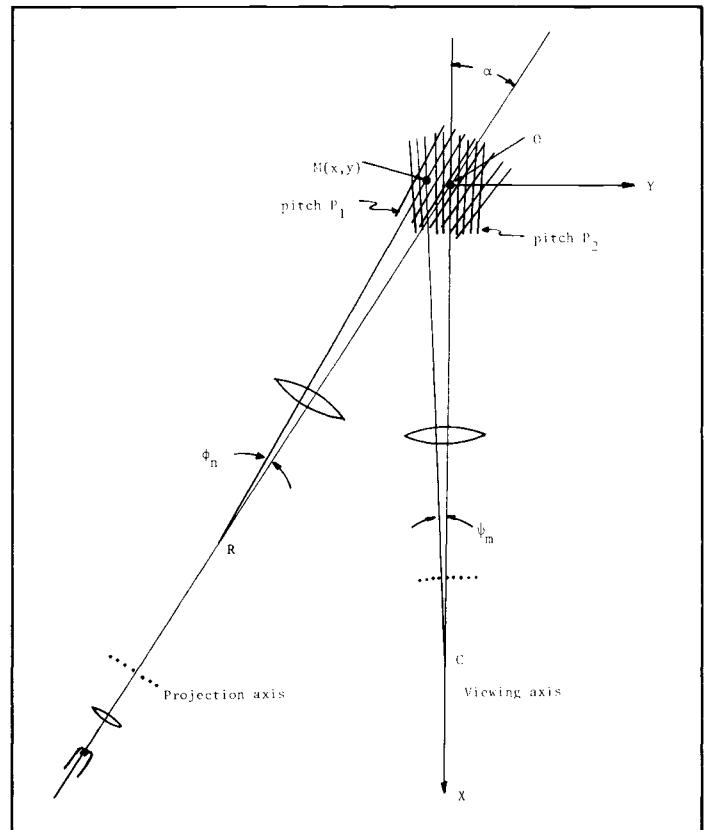 α
M(x,y)
θ
Y
pitch P₁
pitch P₂
φₙ
ψₘ
R
C
Projection axis
Viewing axis
X